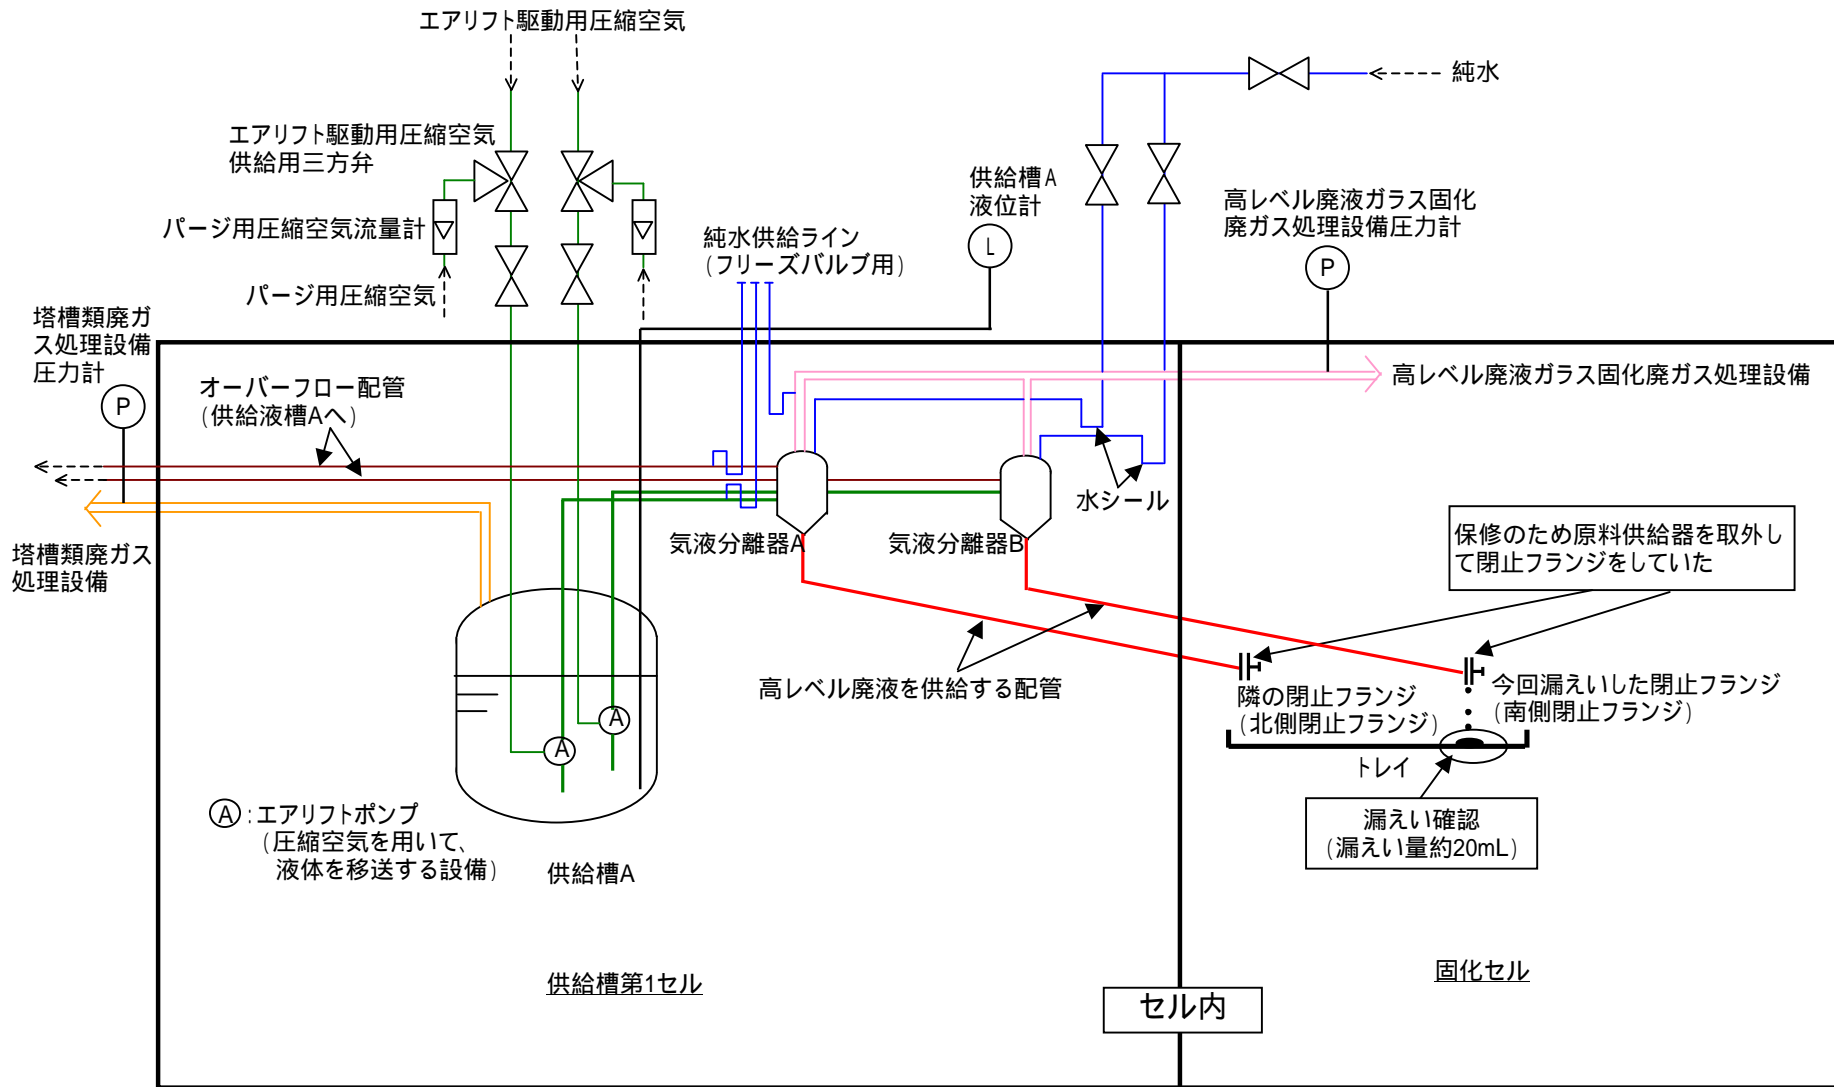 エアリフト駆動用圧縮空気
純水
エアリフト駆動用圧縮空気
供給用三方弁
供給槽A
液位計
高レベル廃液ガラス固化
廃ガス処理設備圧力計
パージ用圧縮空気流量計
純水供給ライン
(フリーズバルブ用)
L
P
パージ用圧縮空気
塔槽類廃ガ
ス処理設備
圧力計
P
オーバーフロー配管
(供給液槽Aへ)
高レベル廃液ガラス固化廃ガス処理設備
水シール
気液分離器A
気液分離器B
塔槽類廃ガス
処理設備
保修のため原料供給器を取外し
て閉止フランジをしていた
高レベル廃液を供給する配管
隣の閉止フランジ
(北側閉止フランジ)
今回漏えいした閉止フランジ
(南側閉止フランジ)
A
A
トレイ
A:エアリフトポンプ
(圧縮空気を用いて、
液体を移送する設備)
漏えい確認
(漏えい量約20mL)
供給槽A
供給槽第1セル
固化セル
セル内